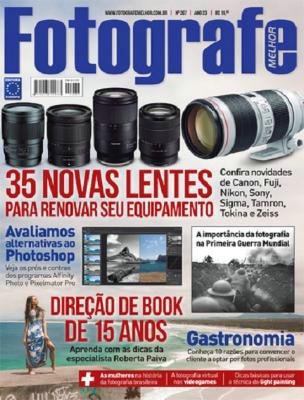 WWW.FOTOGRAFEMELHOR.COM.BR | Nº 267 | ANO 23
Fotografe
MELHOR
EDITORA
EUROPA
35 NOVAS LENTES
PARA RENOVAR SEU EQUIPAMENTO
Confira novidades
de Canon, Fuji,
Nikon, Sony,
Sigma, Tamron,
Tokina e Zeiss
Avaliamos
alternativas ao
Photoshop
Veja os prós e contras
dos programas Affinity
Photo e Pixelmator Pro
A importância da fotografia
na Primeira Guerra Mundial
DIREÇÃO DE BOOK
DE 15 ANOS
Aprenda com as dicas da
especialista Roberta Paiva
Gastronomia
Conheça 10 razões para convencer o
cliente a optar por fotos profissionais
+ As mulheres na história
da fotografia brasileira
A fotografia virtual
nos videogames
Dicas básicas para usar
a técnica do light painting